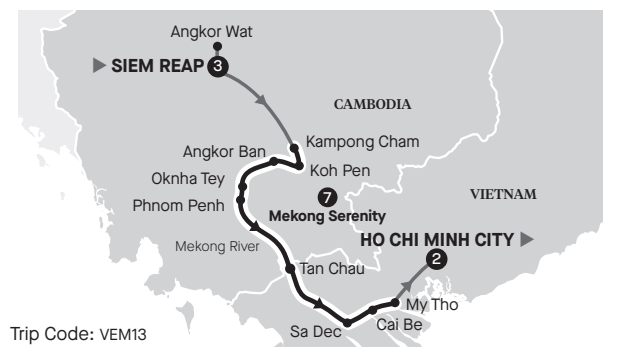 Angkor Wat
SIEM REAP 3
CAMBODIA
Kampong Cham
Angkor Ban
Koh Pen
Oknha Tey
Phnom Penh
7
Mekong Serenity
VIETNAM
HO CHI MINH CITY
2
Mekong River
Tan Chau
My Tho
Cai Be
Sa Dec
Trip Code: VEM13